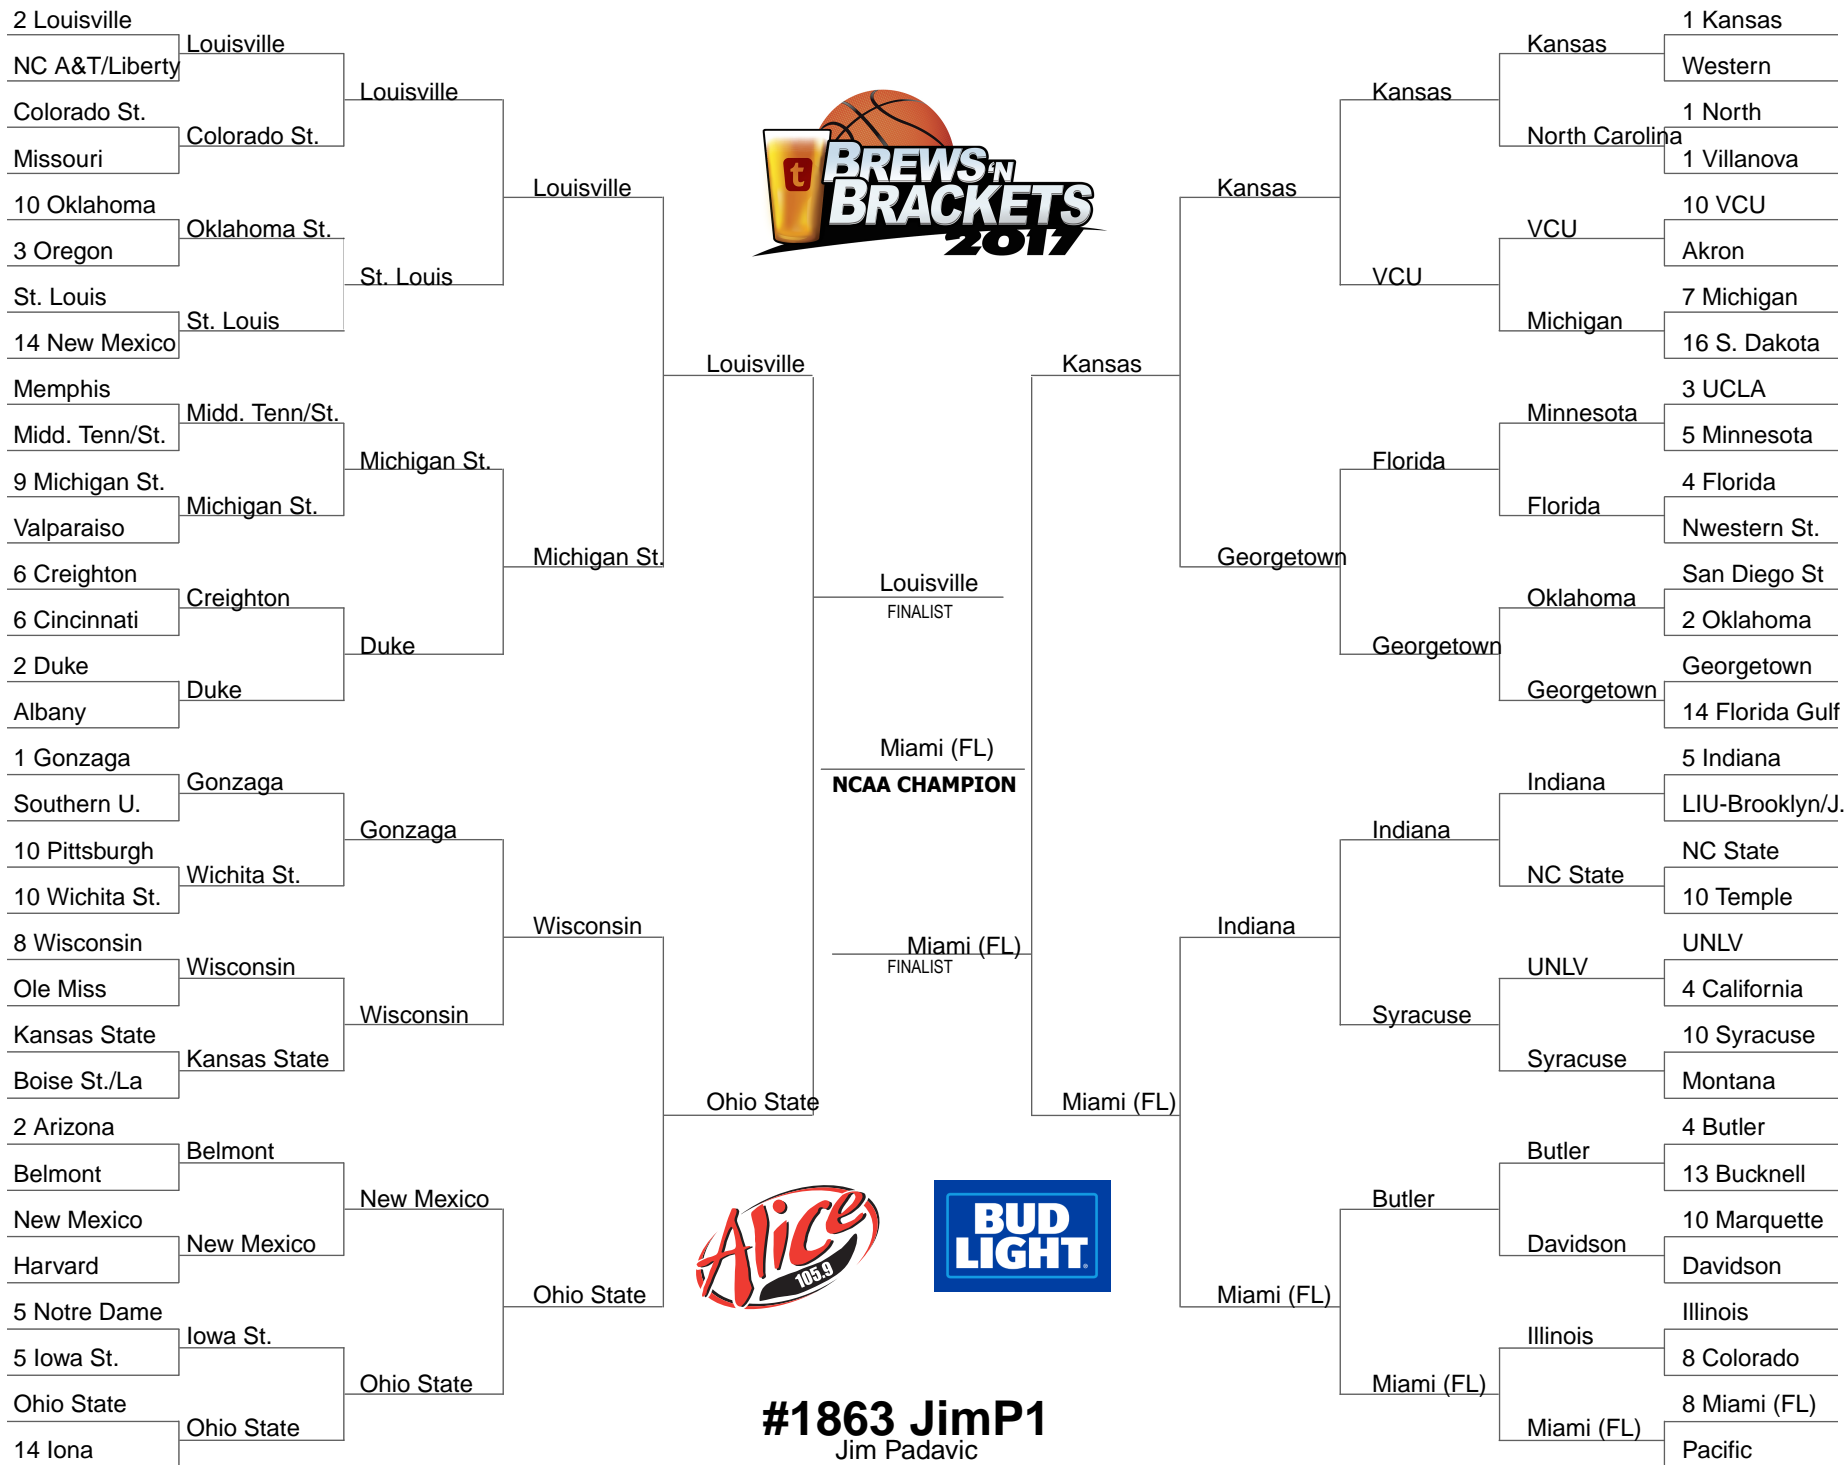 2 Louisville
NC A&T/Liberty
Colorado St.
Missouri
10 Oklahoma
3 Oregon
St. Louis
14 New Mexico
Memphis
Midd. Tenn/St.
9 Michigan St.
Valparaiso
6 Creighton
6 Cincinnati
2 Duke
Albany
1 Gonzaga
Southern U.
10 Pittsburgh
10 Wichita St.
8 Wisconsin
Ole Miss
Kansas State
Boise St./La
2 Arizona
Belmont
New Mexico
Harvard
5 Notre Dame
5 Iowa St.
Ohio State
14 Iona
Louisville
Colorado St.
Oklahoma St.
St. Louis
Midd. Tenn/St.
Michigan St.
Creighton
Duke
Gonzaga
Wichita St.
Wisconsin
Kansas State
Belmont
New Mexico
Iowa St.
Ohio State
Louisville
St. Louis
Michigan St.
Duke
Gonzaga
Wisconsin
New Mexico
Ohio State
Louisville
Michigan St.
Wisconsin
Ohio State
Louisville
Ohio State
t
BREWS 'N
BRACKETS
2017
Louisville
FINALIST
Miami (FL)
NCAA CHAMPION
Miami (FL)
FINALIST
Alice
105.9
BUD
LIGHT
#1863 JimP1
Jim Padavic
Kansas
Miami (FL)
Kansas
Georgetown
Indiana
Miami (FL)
Kansas
VCU
Florida
Georgetown
Indiana
Syracuse
Butler
Miami (FL)
Kansas
North Carolina
VCU
Michigan
Minnesota
Florida
Oklahoma
Georgetown
Indiana
NC State
UNLV
Syracuse
Butler
Davidson
Illinois
Miami (FL)
1 Kansas
Western
1 North
1 Villanova
10 VCU
Akron
7 Michigan
16 S. Dakota
3 UCLA
5 Minnesota
4 Florida
Nwestern St.
San Diego St
2 Oklahoma
Georgetown
14 Florida Gulf
5 Indiana
LIU-Brooklyn/J.
NC State
10 Temple
UNLV
4 California
10 Syracuse
Montana
4 Butler
13 Bucknell
10 Marquette
Davidson
Illinois
8 Colorado
8 Miami (FL)
Pacific